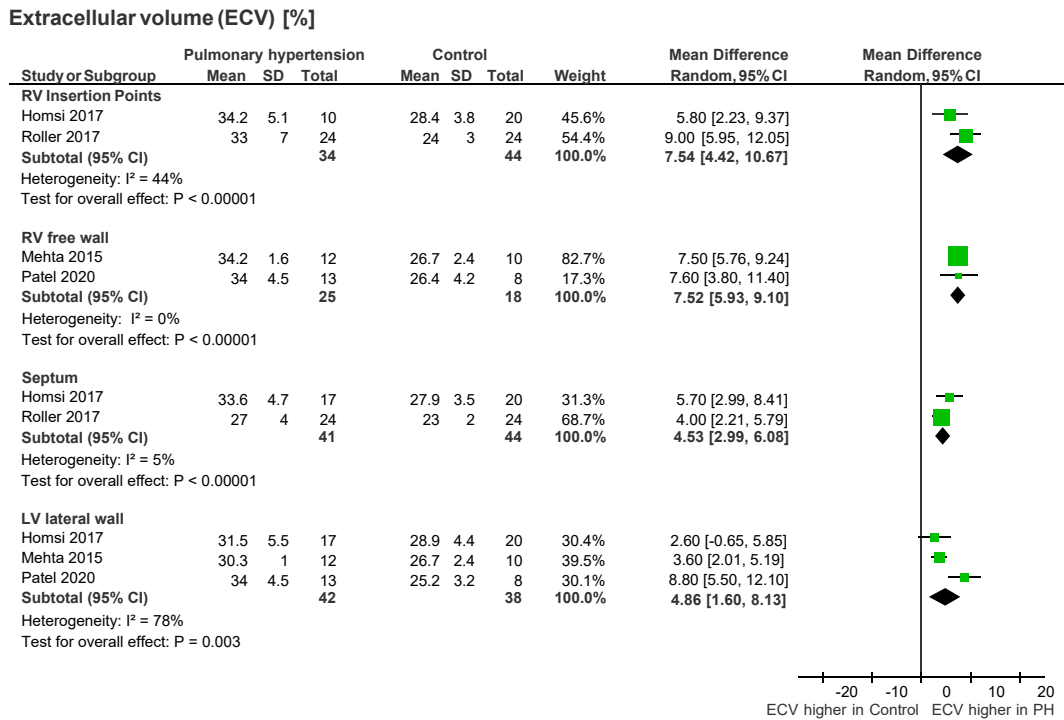 Extracellular volume (ECV) [%]
Pulmonary hypertension Control Mean Difference Mean Difference
Study or Subgroup Mean SD Total Mean SD Total Weight Random, 95% CI Random, 95% CI
RV Insertion Points
Homsi 2017 34.2 5.1 10 28.4 3.8 20 45.6% 5.80 [2.23, 9.37]
Roller 2017 33 7 24 24 3 24 54.4% 9.00 [5.95, 12.05]
Subtotal (95% CI) 34 44 100.0% 7.54 [4.42, 10.67]
Heterogeneity: I² = 44%
Test for overall effect: P < 0.00001
RV free wall
Mehta 2015 34.2 1.6 12 26.7 2.4 10 82.7% 7.50 [5.76, 9.24]
Patel 2020 34 4.5 13 26.4 4.2 8 17.3% 7.60 [3.80, 11.40]
Subtotal (95% CI) 25 18 100.0% 7.52 [5.93, 9.10]
Heterogeneity: I² = 0%
Test for overall effect: P < 0.00001
Septum
Homsi 2017 33.6 4.7 17 27.9 3.5 20 31.3% 5.70 [2.99, 8.41]
Roller 2017 27 4 24 23 2 24 68.7% 4.00 [2.21, 5.79]
Subtotal (95% CI) 41 44 100.0% 4.53 [2.99, 6.08]
Heterogeneity: I² = 5%
Test for overall effect: P < 0.00001
LV lateral wall
Homsi 2017 31.5 5.5 17 28.9 4.4 20 30.4% 2.60 [-0.65, 5.85]
Mehta 2015 30.3 1 12 26.7 2.4 10 39.5% 3.60 [2.01, 5.19]
Patel 2020 34 4.5 13 25.2 3.2 8 30.1% 8.80 [5.50, 12.10]
Subtotal (95% CI) 42 38 100.0% 4.86 [1.60, 8.13]
Heterogeneity: I² = 78%
Test for overall effect: P = 0.003
-20 -10 0 10 20
ECV higher in Control ECV higher in PH